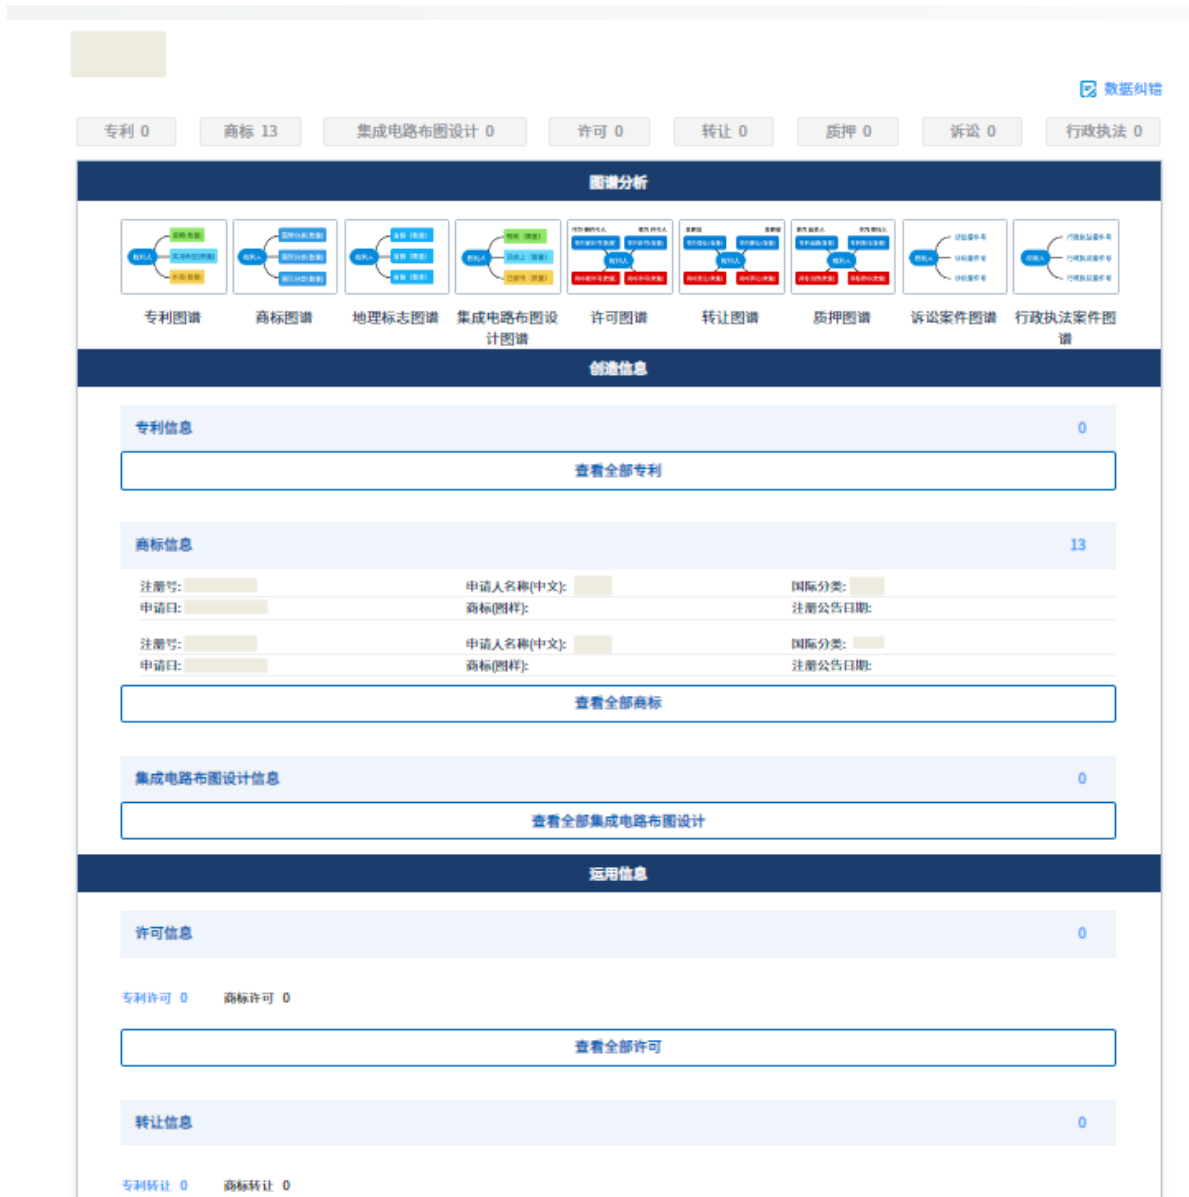 数据纠错
专利 0 商标 13 集成电路布图设计 0 许可 0 转让 0 质押 0 诉讼 0 行政执法 0
图谱分析
专利图谱 商标图谱 地理标志图谱 集成电路布图设计图谱 许可图谱 转让图谱 质押图谱 诉讼案件图谱 行政执法案件图谱
创造信息
专利信息 0
查看全部专利
商标信息 13
注册号: 申请人名称(中文): 国际分类:
申请日: 商标(图样): 注册公告日期:
注册号: 申请人名称(中文): 国际分类:
申请日: 商标(图样): 注册公告日期:
查看全部商标
集成电路布图设计信息 0
查看全部集成电路布图设计
运用信息
许可信息 0
专利许可 0 商标许可 0
查看全部许可
转让信息 0
专利转让 0 商标转让 0